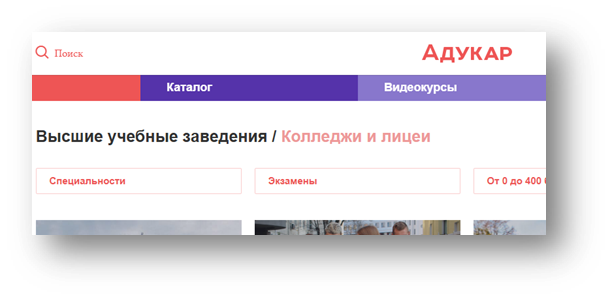 Поиск
Адукар
Каталог
Видеокурсы
Высшие учебные заведения / Колледжи и лицеи
Специальности
Экзамены
От 0 до 400